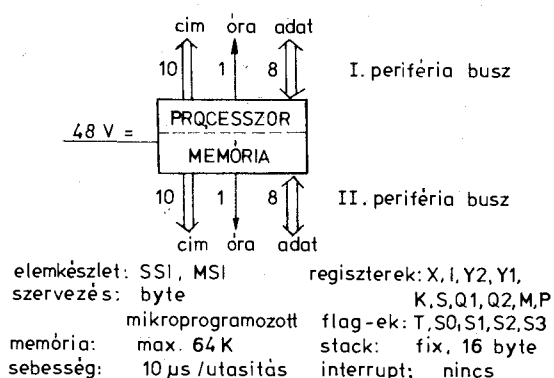 cim óra adat
10 1 8 I. periféria busz
PROCESSZOR
48 V =
MEMÓRIA
10 1 8 II. periféria busz
cim óra adat
elemkészlet: SSI, MSI regiszterek: X, I, Y2, Y1,
szervezés: byte K, S, Q1, Q2, M, P
mikroprogramozott flag-ek: T, S0, S1, S2, S3
memória: max. 64 K stack: fix, 16 byte
sebesség: 10 μs /utasitás interrupt: nincs